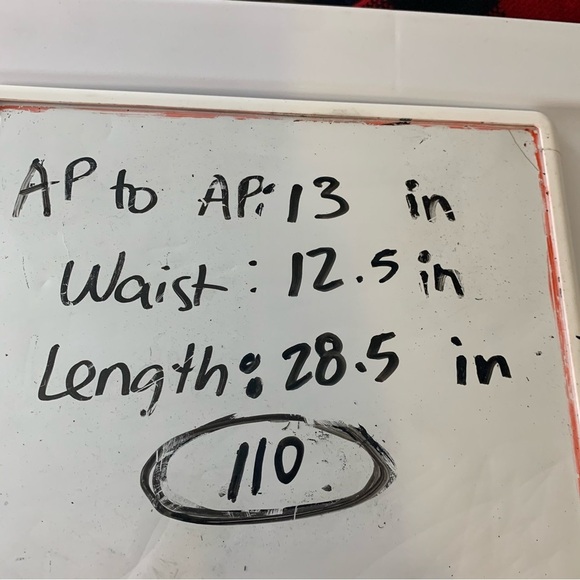 AP to AP: 13 in
Waist: 12.5 in
Length: 28.5 in
110